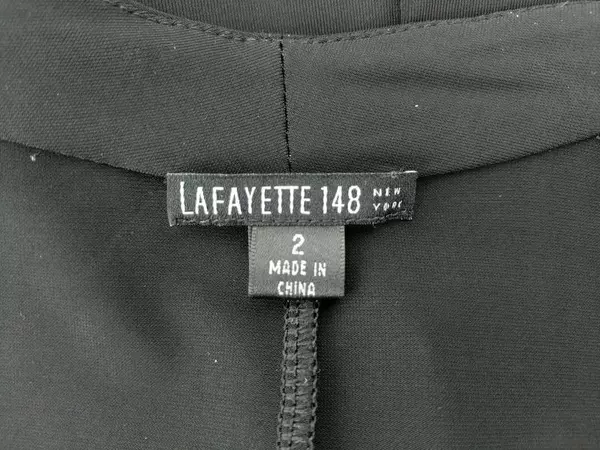 LAFAYETTE 148 NEW YORK
2
MADE IN
CHINA